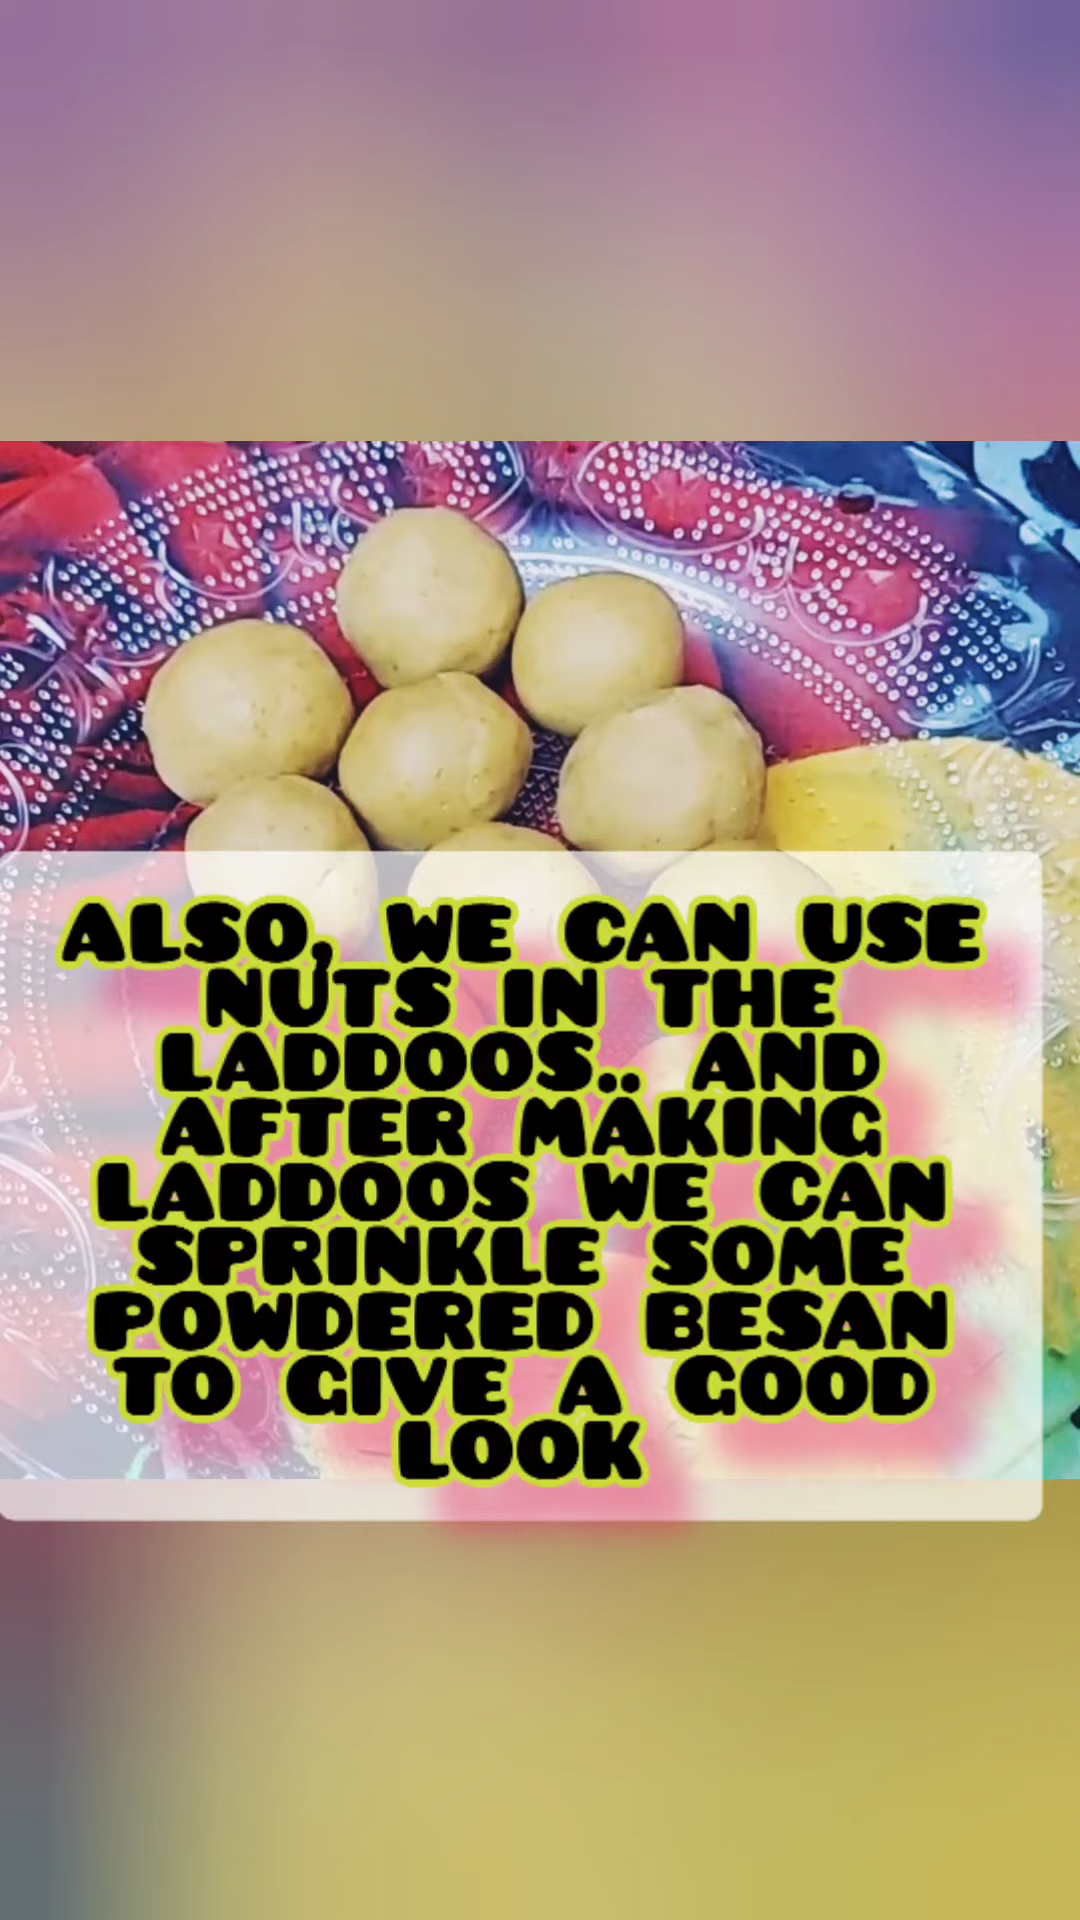 ALSO, WE CAN USE
NUTS IN THE
LADDOOS.. AND
AFTER MAKING
LADDOOS WE CAN
SPRINKLE SOME
POWDERED BESAN
TO GIVE A GOOD
LOOK